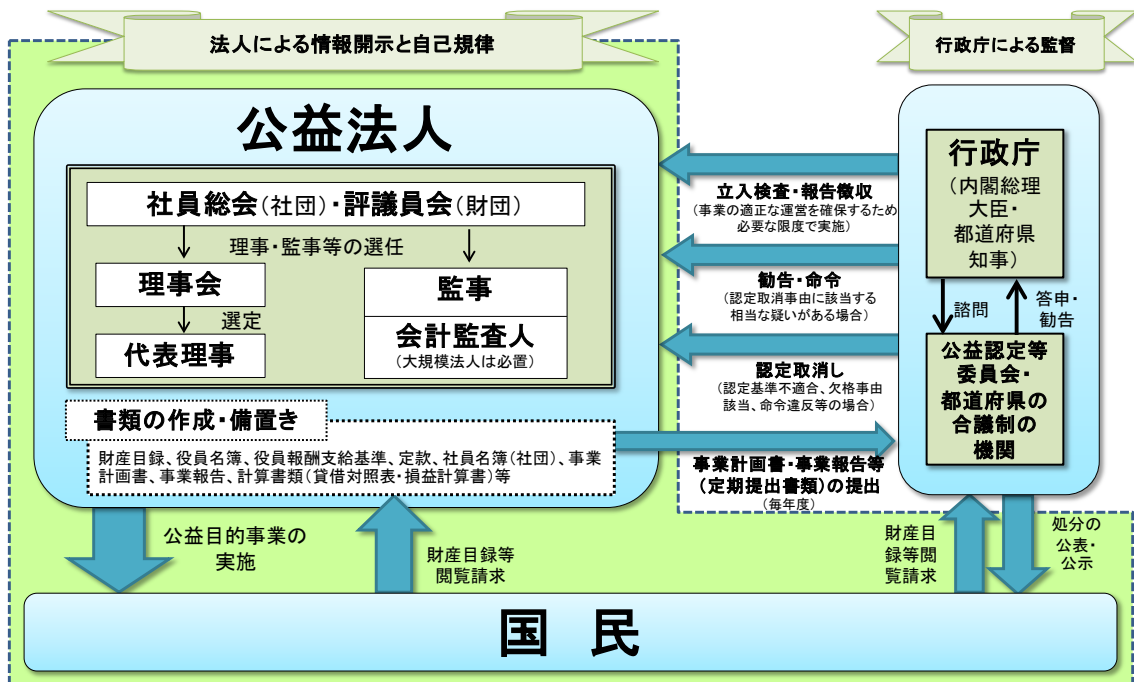 法人による情報開示と自己規律
行政庁による監督
公益法人
社員総会(社団)・評議員会(財団)
理事・監事等の選任
理事会
選定
代表理事
監事
会計監査人
(大規模法人は必置)
書類の作成・備置き
財産目録、役員名簿、役員報酬支給基準、定款、社員名簿(社団)、事業
計画書、事業報告、計算書類(貸借対照表・損益計算書)等
立入検査・報告徴収
(事業の適正な運営を確保するため
必要な限度で実施)
勧告・命令
(認定取消事由に該当する
相当な疑いがある場合)
認定取消し
(認定基準不適合、欠格事由
該当、命令違反等の場合)
事業計画書・事業報告等
(定期提出書類)の提出
(毎年度)
行政庁
(内閣総理
大臣・
都道府県
知事)
諮問
答申・
勧告
公益認定等
委員会・
都道府県の
合議制の
機関
公益目的事業の
実施
財産目録等
閲覧請求
財産目
録等閲
覧請求
処分の
公表・
公示
国 民